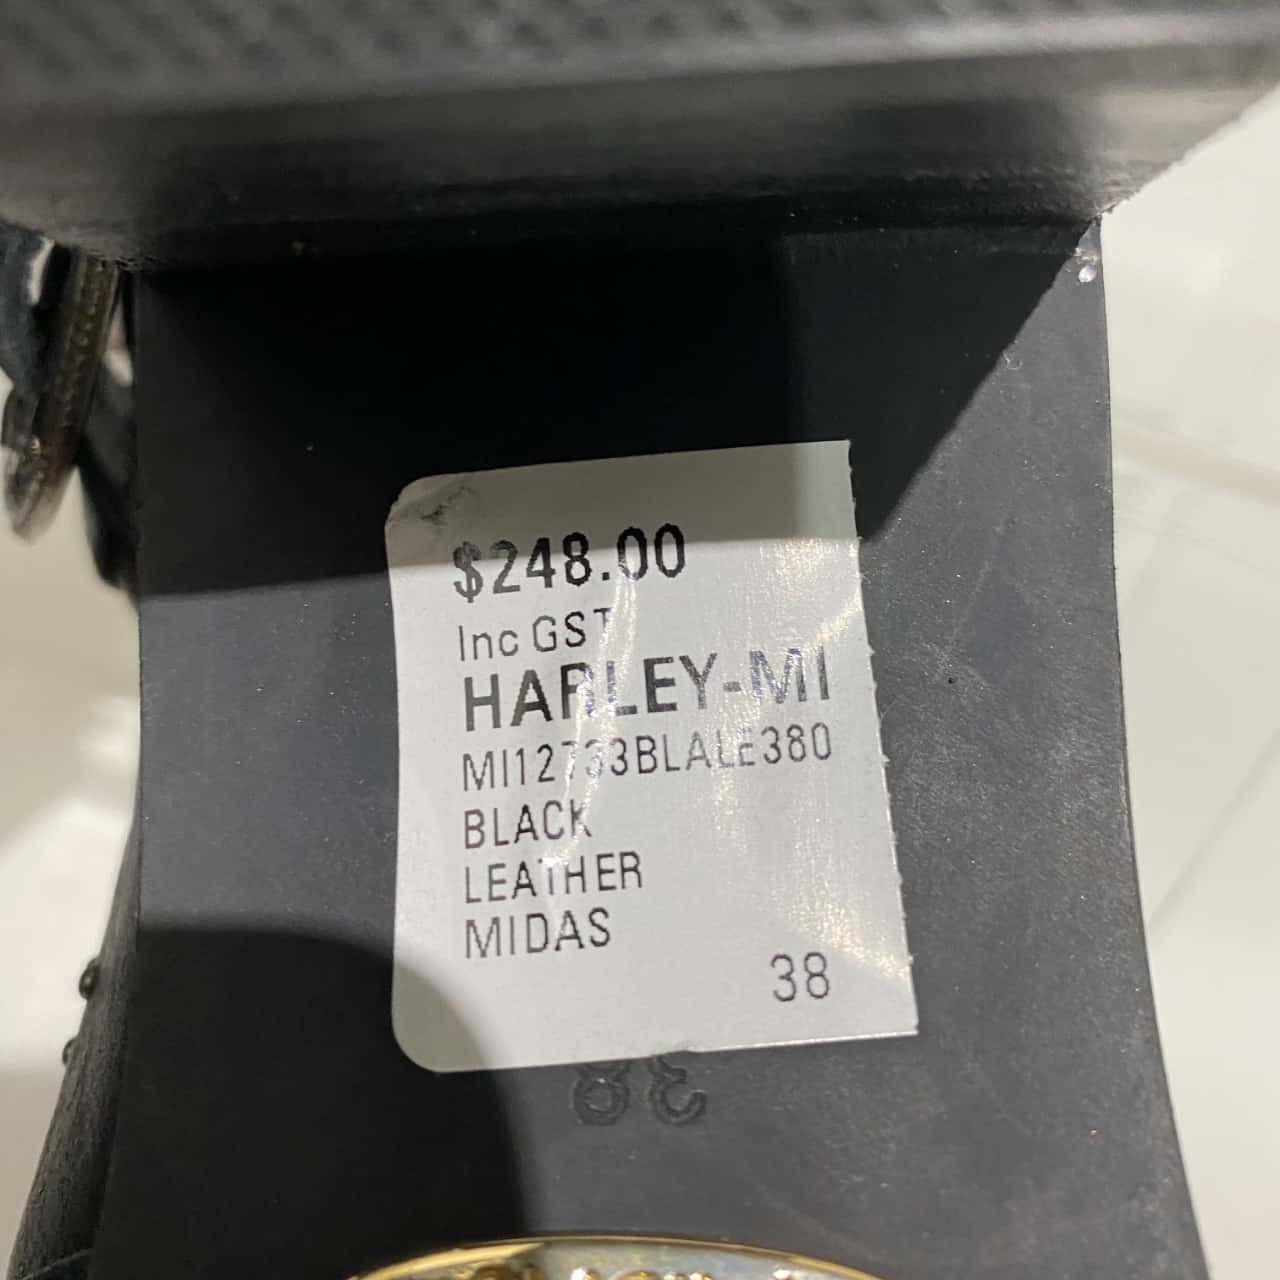 $248.00
Inc GST
HARLEY-MI
MI12733BLALE380
BLACK
LEATHER
MIDAS
38
38